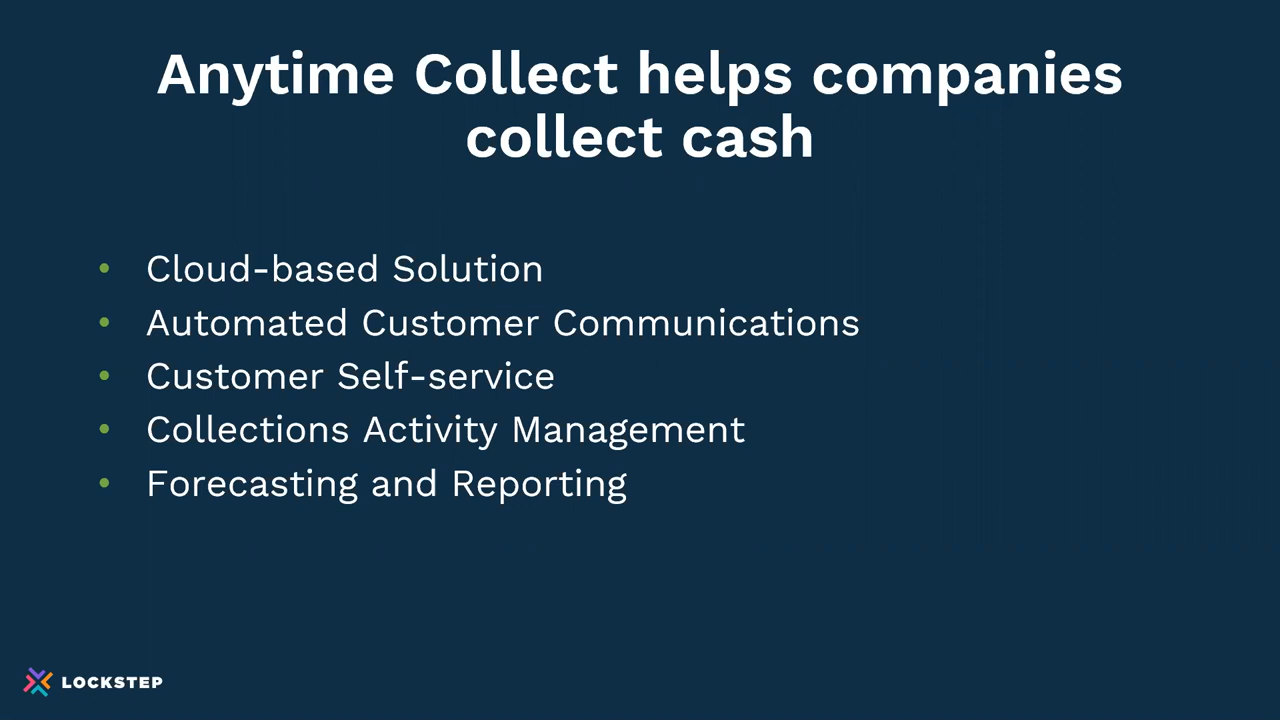 Anytime Collect helps companies
collect cash
• Cloud-based Solution
• Automated Customer Communications
• Customer Self-service
• Collections Activity Management
• Forecasting and Reporting
LOCKSTEP